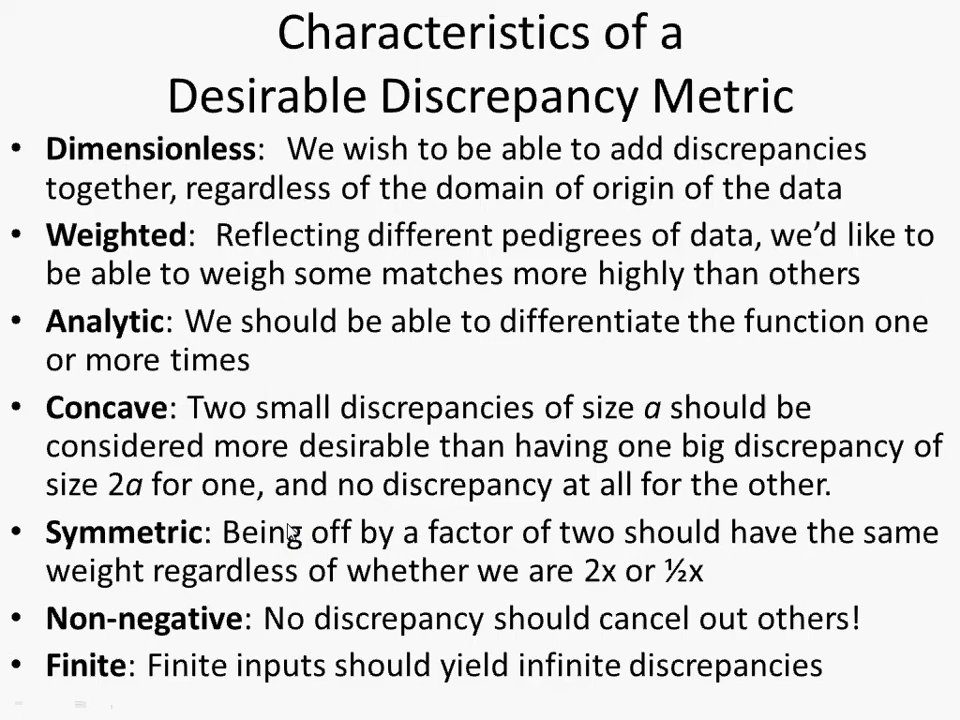 Characteristics of a
Desirable Discrepancy Metric
• Dimensionless: We wish to be able to add discrepancies
together, regardless of the domain of origin of the data
• Weighted: Reflecting different pedigrees of data, we’d like to
be able to weigh some matches more highly than others
• Analytic: We should be able to differentiate the function one
or more times
• Concave: Two small discrepancies of size a should be
considered more desirable than having one big discrepancy of
size 2a for one, and no discrepancy at all for the other.
• Symmetric: Being off by a factor of two should have the same
weight regardless of whether we are 2x or ½x
• Non-negative: No discrepancy should cancel out others!
• Finite: Finite inputs should yield infinite discrepancies